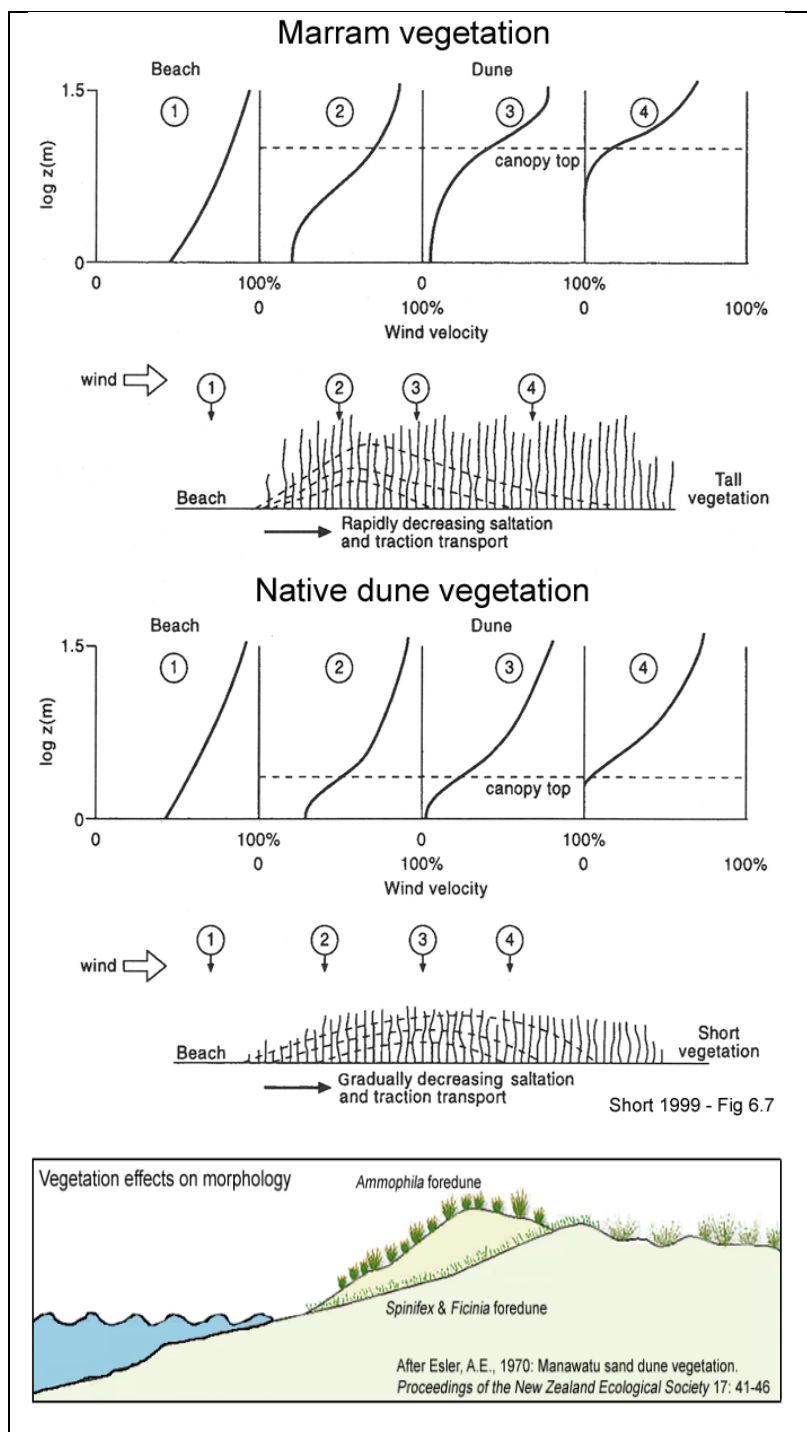 Marram vegetation
Beach
Dune
1.5
1
2
3
4
canopy top
log z(m)
0
0
100%
0
100%
0
100%
0
100%
Wind velocity
wind
1
2
3
4
Beach
Tall
vegetation
Rapidly decreasing saltation
and traction transport
Native dune vegetation
Beach
Dune
1.5
1
2
3
4
canopy top
log z(m)
0
0
100%
0
100%
0
100%
0
100%
Wind velocity
wind
1
2
3
4
Beach
Short
vegetation
Gradually decreasing saltation
and traction transport
Short 1999 - Fig 6.7
Vegetation effects on morphology
Ammophila foredune
Spinifex & Ficinia foredune
After Esler, A.E., 1970: Manawatu sand dune vegetation.
Proceedings of the New Zealand Ecological Society 17: 41-46